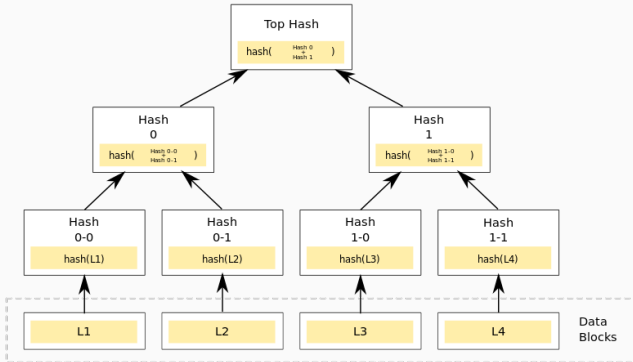 Top Hash
hash( Hash 0 + Hash 1 )
Hash 0
hash( Hash 0-0 + Hash 0-1 )
Hash 1
hash( Hash 1-0 + Hash 1-1 )
Hash 0-0
hash(L1)
Hash 0-1
hash(L2)
Hash 1-0
hash(L3)
Hash 1-1
hash(L4)
L1
L2
L3
L4
Data
Blocks